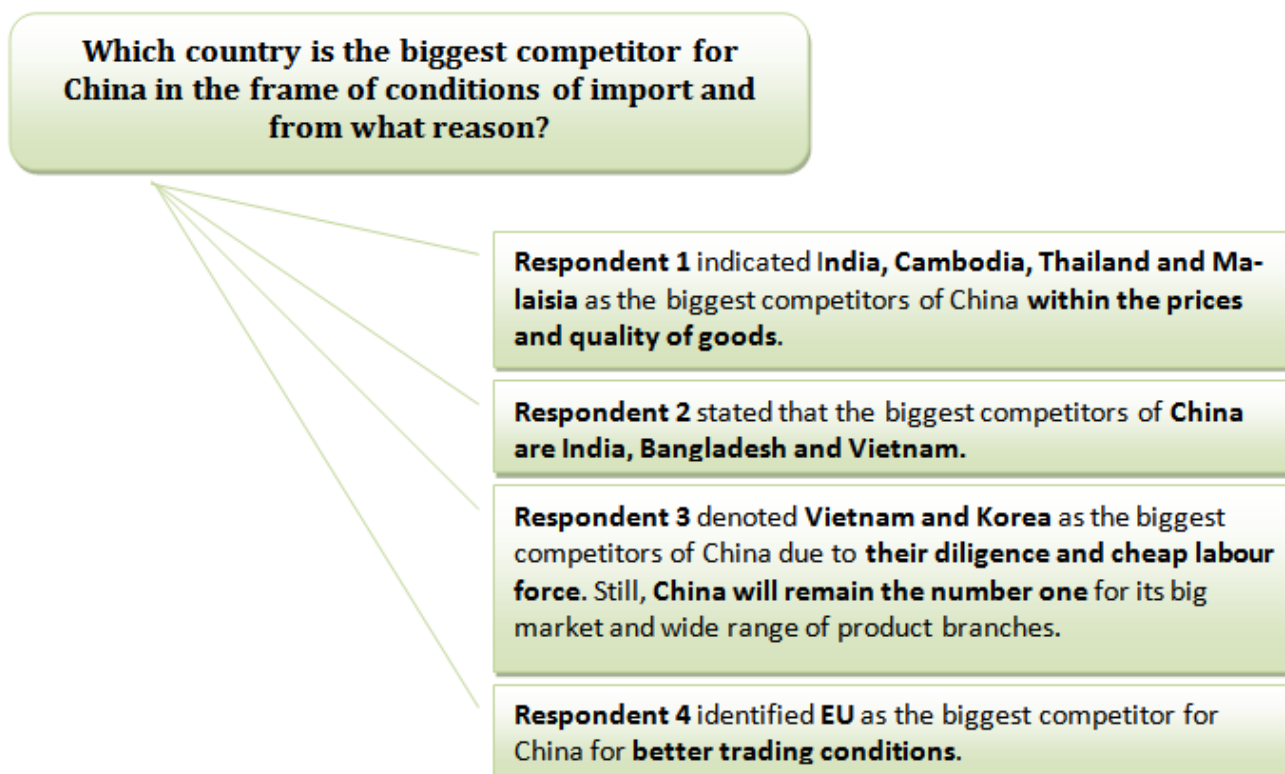 Which country is the biggest competitor for
China in the frame of conditions of import and
from what reason?
Respondent 1 indicated India, Cambodia, Thailand and Ma-
laisia as the biggest competitors of China within the prices
and quality of goods.
Respondent 2 stated that the biggest competitors of China
are India, Bangladesh and Vietnam.
Respondent 3 denoted Vietnam and Korea as the biggest
competitors of China due to their diligence and cheap labour
force. Still, China will remain the number one for its big
market and wide range of product branches.
Respondent 4 identified EU as the biggest competitor for
China for better trading conditions.